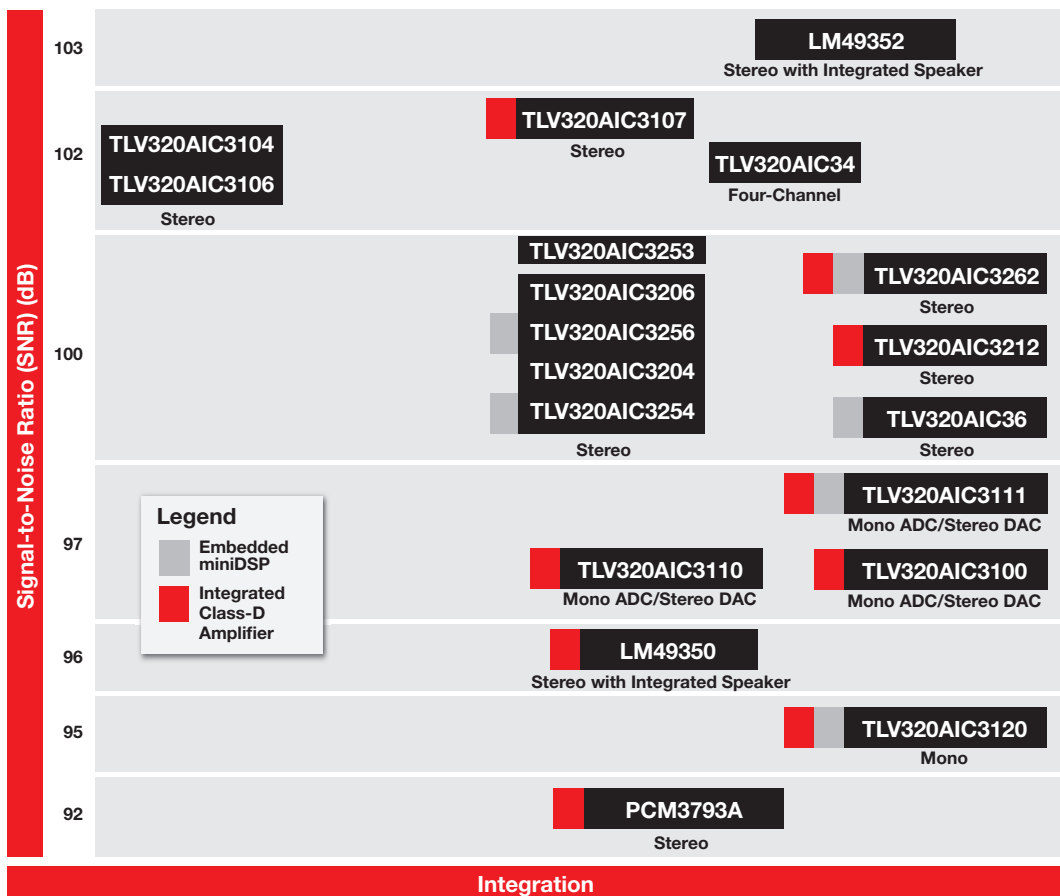 Signal-to-Noise Ratio (SNR) (dB)
103
LM49352
Stereo with Integrated Speaker
102
TLV320AIC3104
TLV320AIC3106
Stereo
TLV320AIC3107
Stereo
TLV320AIC34
Four-Channel
100
TLV320AIC3253
TLV320AIC3206
TLV320AIC3256
TLV320AIC3204
TLV320AIC3254
Stereo
TLV320AIC3262
Stereo
TLV320AIC3212
Stereo
TLV320AIC36
Stereo
97
TLV320AIC3111
Mono ADC/Stereo DAC
TLV320AIC3110
Mono ADC/Stereo DAC
TLV320AIC3100
Mono ADC/Stereo DAC
Legend
Embedded
miniDSP
Integrated
Class-D
Amplifier
96
LM49350
Stereo with Integrated Speaker
95
TLV320AIC3120
Mono
92
PCM3793A
Stereo
Integration